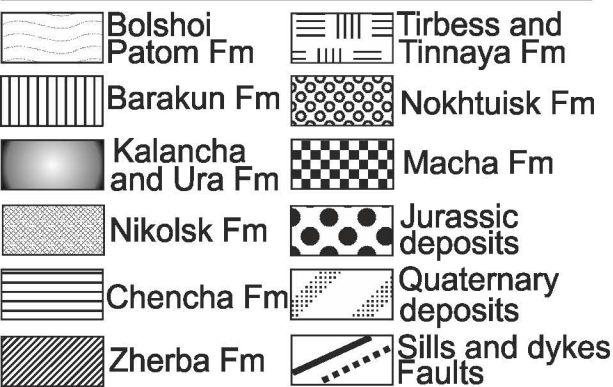 Bolshoi
Patom Fm
Barakun Fm
Kalancha
and Ura Fm
Nikolsk Fm
Chencha Fm
Zherba Fm
Tirbess and
Tinnaya Fm
Nokhtuisk Fm
Macha Fm
Jurassic
deposits
Quaternary
deposits
Sills and dykes
Faults